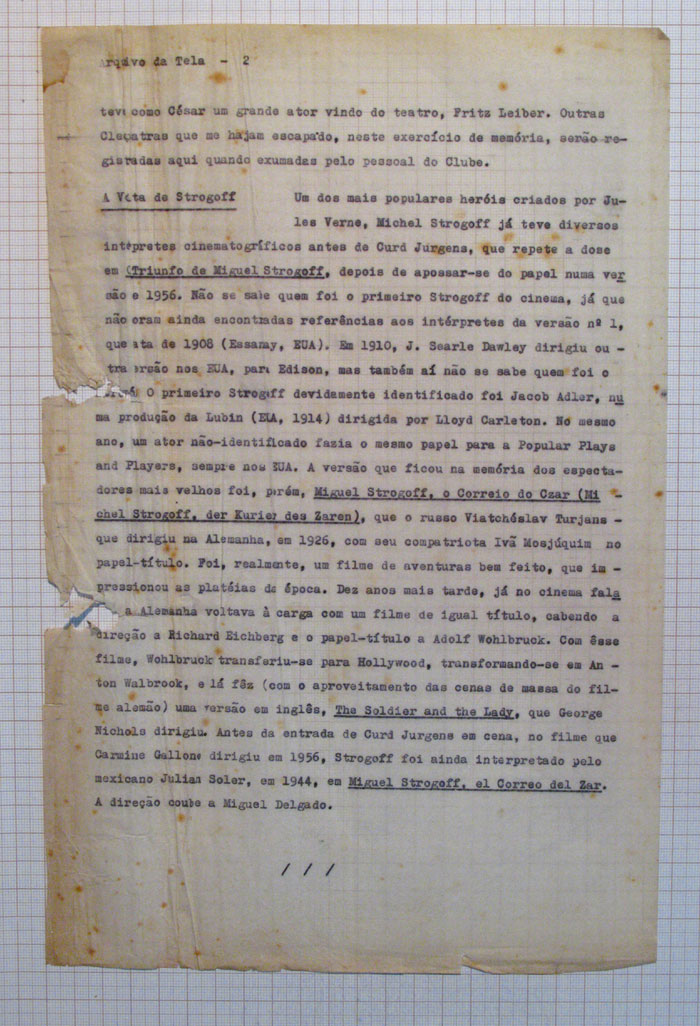 Arquivo da Tela - 2
teve como César um grande ator vindo do teatro, Fritz Leiber. Outras
Cleópatras que me hajam escapado, neste exercício de memória, serão re-
gistradas aqui quando exumadas pelo pessoal do Clube.
A Volta de Strogoff Um dos mais populares heróis criados por Ju-
les Verne, Michel Strogoff já teve diversos
intérpretes cinematográficos antes de Curd Jurgens, que repete a dose
em (Triunfo de Miguel Strogoff, depois de apossar-se do papel numa ver
são e 1956. Não se sabe quem foi o primeiro Strogoff do cinema, já que
não foram ainda encontradas referências aos intérpretes da versão nº 1,
que data de 1908 (Essanay, EUA). Em 1910, J. Searle Dawley dirigiu ou -
tra versão nos EUA, para Edison, mas também aí não se sabe quem foi o
O primeiro Strogoff devidamente identificado foi Jacob Adler, nu
ma produção da Lubin (EUA, 1914) dirigida por Lloyd Carleton. No mesmo
ano, um ator não-identificado fazia o mesmo papel para a Popular Plays
and Players, sempre nos EUA. A versão que ficou na memória dos especta-
dores mais velhos foi, porém, Miguel Strogoff, o Correio do Czar (Mi -
chel Strogoff, der Kurier des Zaren), que o russo Viatchéslav Turjans -
que dirigiu na Alemanha, em 1926, com seu compatriota Ivã Mosjúquim no
papel-título. Foi, realmente, um filme de aventuras bem feito, que im -
pressionou as platéias da época. Dez anos mais tarde, já no cinema fala
a Alemanha voltava à carga com um filme de igual título, cabendo a
direção a Richard Eichberg e o papel-título a Adolf Wohlbruck. Com êsse
filme, Wohlbruck transferiu-se para Hollywood, transformando-se em An -
ton Walbrook, e lá fêz (com o aproveitamento das cenas de massa do fil-
me alemão) uma versão em inglês, The Soldier and the Lady, que George
Nichols dirigiu. Antes da entrada de Curd Jurgens em cena, no filme que
Carmine Gallone dirigiu em 1956, Strogoff foi ainda interpretado pelo
mexicano Julian Soler, em 1944, em Miguel Strogoff, el Correo del Zar.
A direção coube a Miguel Delgado.
/ / /